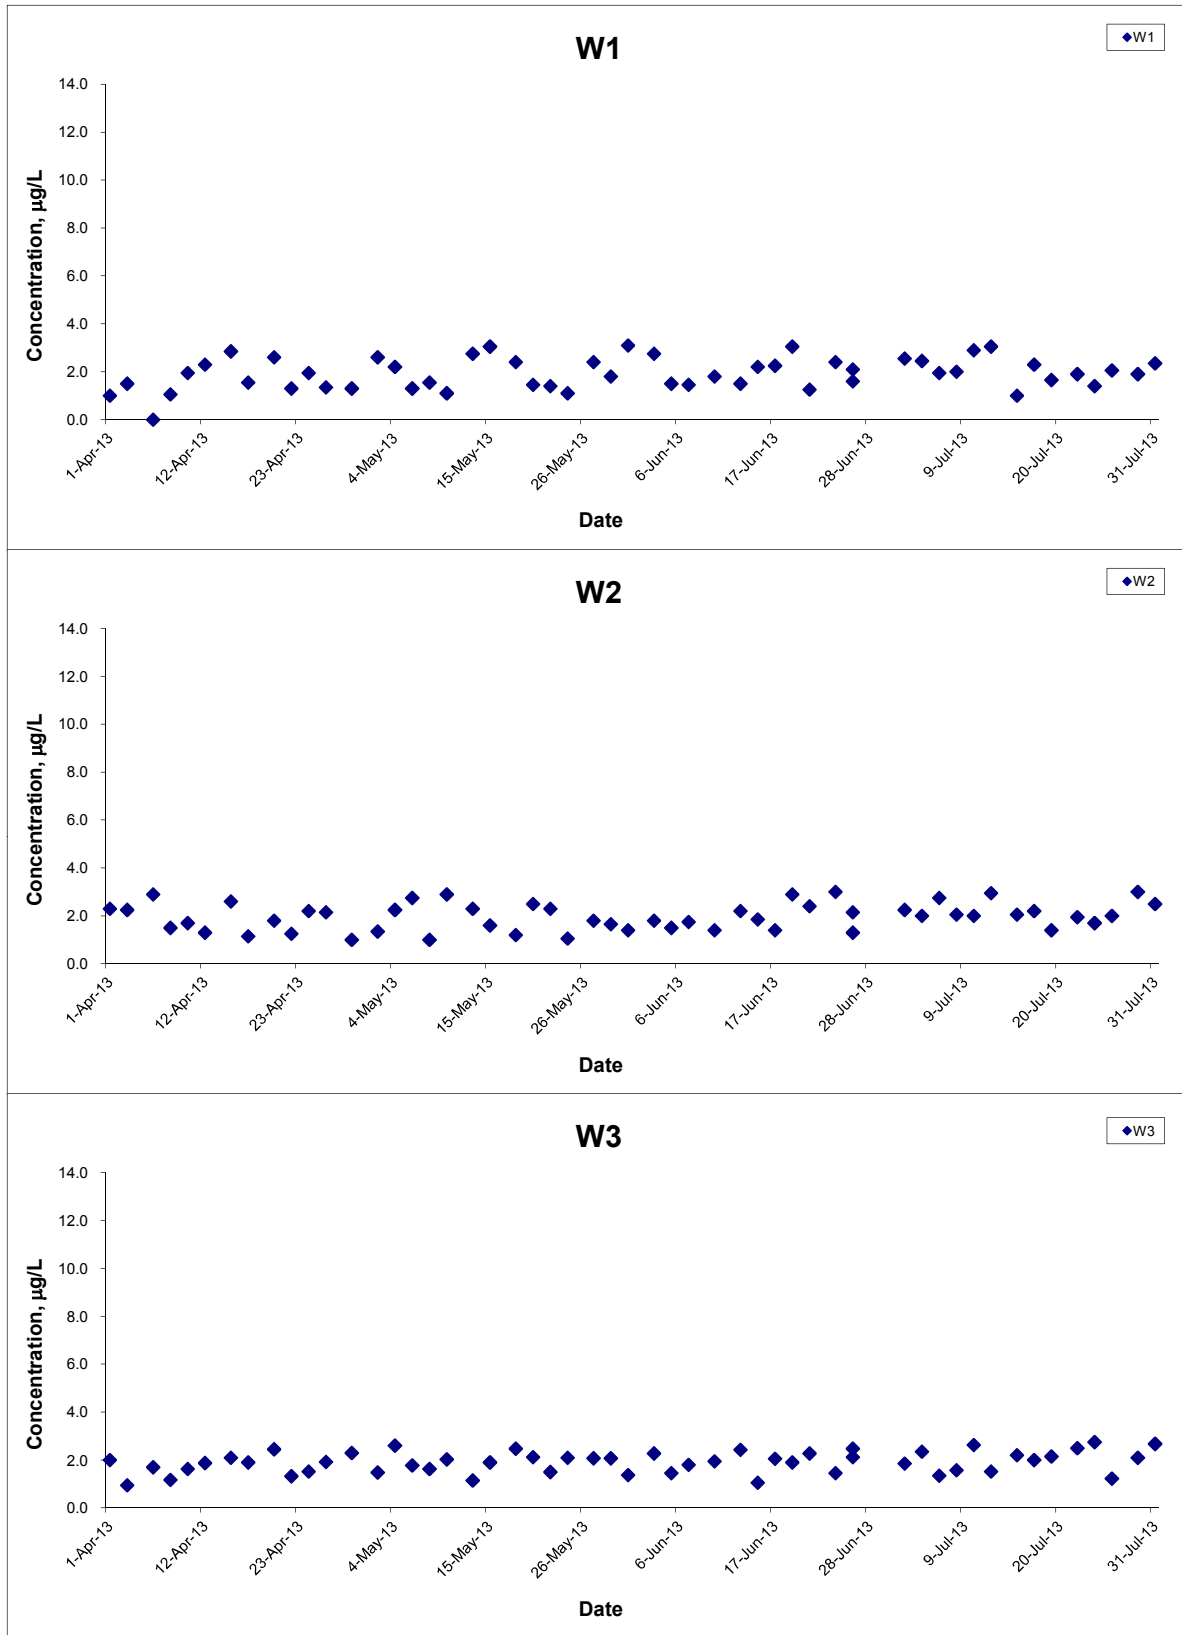 W1
W1
14.0
12.0
10.0
8.0
6.0
4.0
2.0
0.0
Concentration, µg/L
1-Apr-13 12-Apr-13 23-Apr-13 4-May-13 15-May-13 26-May-13 6-Jun-13 17-Jun-13 28-Jun-13 9-Jul-13 20-Jul-13 31-Jul-13
Date
W2
W2
14.0
12.0
10.0
8.0
6.0
4.0
2.0
0.0
Concentration, µg/L
1-Apr-13 12-Apr-13 23-Apr-13 4-May-13 15-May-13 26-May-13 6-Jun-13 17-Jun-13 28-Jun-13 9-Jul-13 20-Jul-13 31-Jul-13
Date
W3
W3
14.0
12.0
10.0
8.0
6.0
4.0
2.0
0.0
Concentration, µg/L
1-Apr-13 12-Apr-13 23-Apr-13 4-May-13 15-May-13 26-May-13 6-Jun-13 17-Jun-13 28-Jun-13 9-Jul-13 20-Jul-13 31-Jul-13
Date